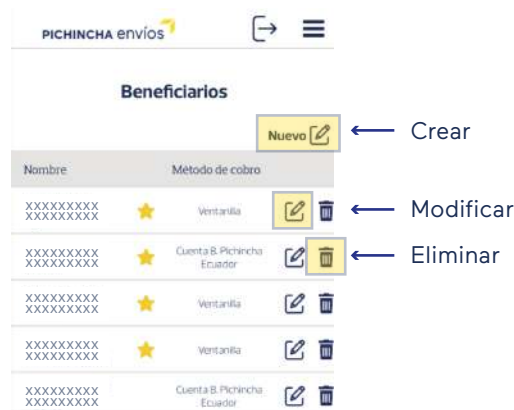 PICHINCHA envíos
Beneficiarios
Nuevo
Crear
Nombre
Método de cobro
XXXXXXXXX
XXXXXXXXX
Ventanilla
Modificar
XXXXXXXXX
XXXXXXXXX
Cuenta B. Pichincha
Ecuador
Eliminar
XXXXXXXXX
XXXXXXXXX
Ventanilla
XXXXXXXXX
XXXXXXXXX
Ventanilla
XXXXXXXXX
XXXXXXXXX
Cuenta B. Pichincha
Ecuador